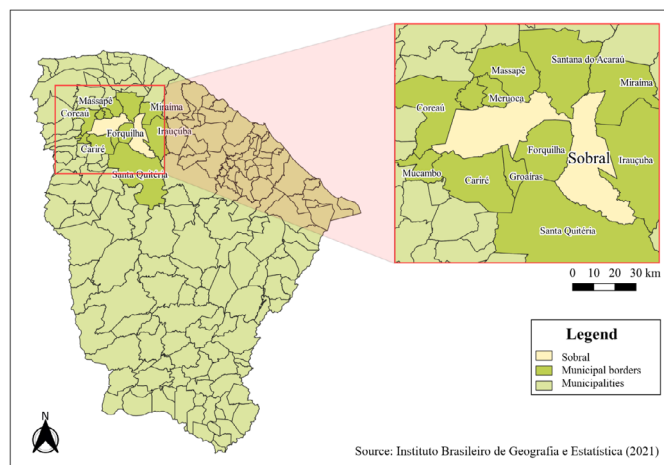 Massapê
Coreaú
Miraíma
Forquilha
Irauçuba
Cariré
Santa Quitéria
Santana do Acaraú
Massapê
Miraíma
Meruoca
Coreaú
Forquilha
Sobral
Irauçuba
Mucambo
Cariré
Groaíras
Santa Quitéria
0 10 20 30 km
Legend
Sobral
Municipal borders
Municipalities
N
Source: Instituto Brasileiro de Geografia e Estatística (2021)